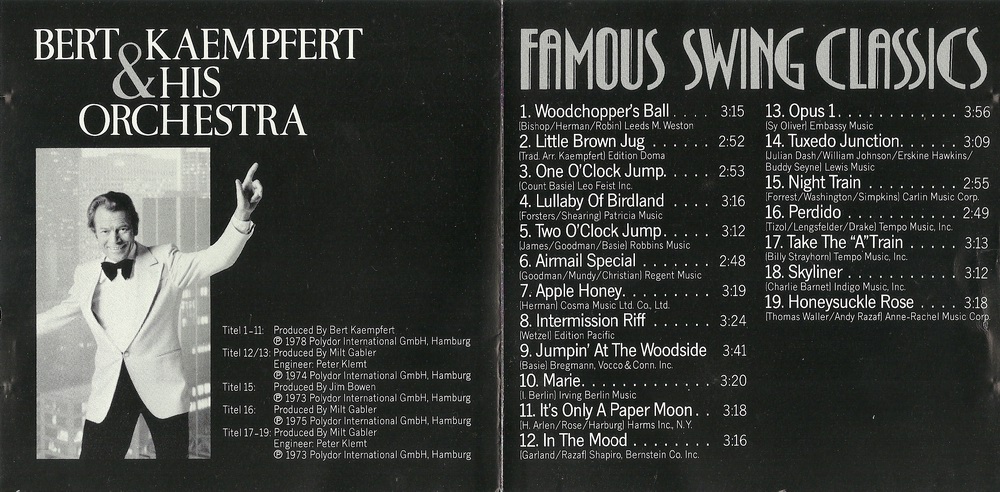 BERT KAEMPFERT
& HIS
ORCHESTRA
Titel 1-11: Produced By Bert Kaempfert
℗ 1978 Polydor International GmbH, Hamburg
Titel 12/13: Produced By Milt Gabler
Engineer: Peter Klemt
℗ 1974 Polydor International GmbH, Hamburg
Titel 15: Produced By Jim Bowen
℗ 1973 Polydor International GmbH, Hamburg
Titel 16: Produced By Milt Gabler
℗ 1975 Polydor International GmbH, Hamburg
Titel 17-19: Produced By Milt Gabler
Engineer: Peter Klemt
℗ 1973 Polydor International GmbH, Hamburg
FAMOUS SWING CLASSICS
1. Woodchopper's Ball . . . . 3:15
(Bishop/Herman/Robin) Leeds M. Weston
2. Little Brown Jug . . . . . . 2:52
(Trad. Arr. Kaempfert) Edition Doma
3. One O'Clock Jump. . . . . 2:53
(Count Basie) Leo Feist Inc.
4. Lullaby Of Birdland . . . . 3:16
(Forsters/Shearing) Patricia Music
5. Two O'Clock Jump. . . . . 3:12
(James/Goodman/Basie) Robbins Music
6. Airmail Special . . . . . . . 2:48
(Goodman/Mundy/Christian) Regent Music
7. Apple Honey. . . . . . . . . 3:19
(Herman) Cosma Music Ltd. Co., Ltd.
8. Intermission Riff . . . . . . 3:24
(Wetzel) Edition Pacific
9. Jumpin' At The Woodside 3:41
(Basie) Bregmann, Vocco & Conn. Inc.
10. Marie. . . . . . . . . . . . . 3:20
(I. Berlin) Irving Berlin Music
11. It's Only A Paper Moon . . 3:18
(H. Arlen/Rose/Harburg) Harms Inc., N.Y.
12. In The Mood . . . . . . . . 3:16
(Garland/Razaf) Shapiro, Bernstein Co. Inc.
13. Opus 1. . . . . . . . . . . . 3:56
(Sy Oliver) Embassy Music
14. Tuxedo Junction. . . . . . 3:09
(Julian Dash/William Johnson/Erskine Hawkins/
Buddy Seyne) Lewis Music
15. Night Train . . . . . . . . . 2:55
(Forrest/Washington/Simpkins) Carlin Music Corp.
16. Perdido . . . . . . . . . . . 2:49
(Tizol/Lengsfelder/Drake) Tempo Music, Inc.
17. Take The "A" Train . . . . 3:13
(Billy Strayhorn) Tempo Music, Inc.
18. Skyliner . . . . . . . . . . . 3:12
(Charlie Barnet) Indigo Music, Inc.
19. Honeysuckle Rose . . . . 3:18
(Thomas Waller/Andy Razaf) Anne-Rachel Music Corp.